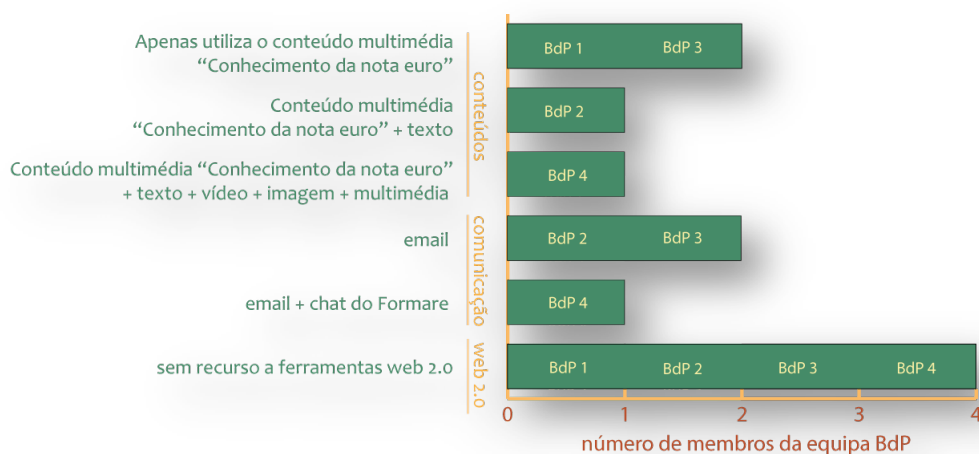 Apenas utiliza o conteúdo multimédia
“Conhecimento da nota euro”
BdP 1 BdP 3
Conteúdo multimédia
“Conhecimento da nota euro” + texto
BdP 2
Conteúdo multimédia “Conhecimento da nota euro”
+ texto + vídeo + imagem + multimédia
BdP 4
conteúdos
email
BdP 2 BdP 3
email + chat do Formare
BdP 4
comunicação
sem recurso a ferramentas web 2.0
BdP 1 BdP 2 BdP 3 BdP 4
web 2.0
0 1 2 3 4
número de membros da equipa BdP